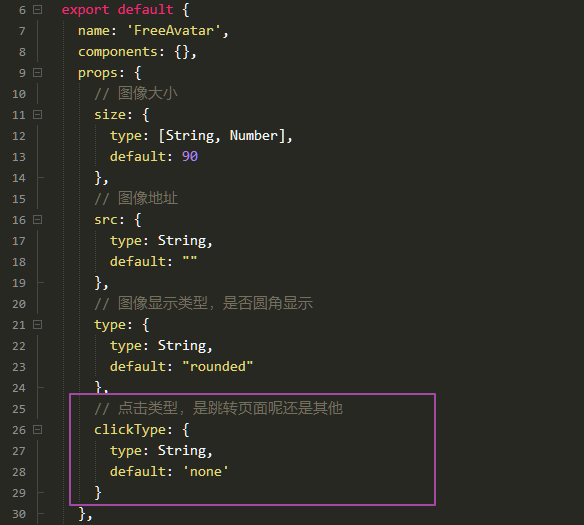 6 export default {
7 name: 'FreeAvatar',
8 components: {},
9 props: {
10 // 图像大小
11 size: {
12 type: [String, Number],
13 default: 90
14 },
15 // 图像地址
16 src: {
17 type: String,
18 default: ""
19 },
20 // 图像显示类型，是否圆角显示
21 type: {
22 type: String,
23 default: "rounded"
24 },
25 // 点击类型，是跳转页面呢还是其他
26 clickType: {
27 type: String,
28 default: 'none'
29 }
30 },